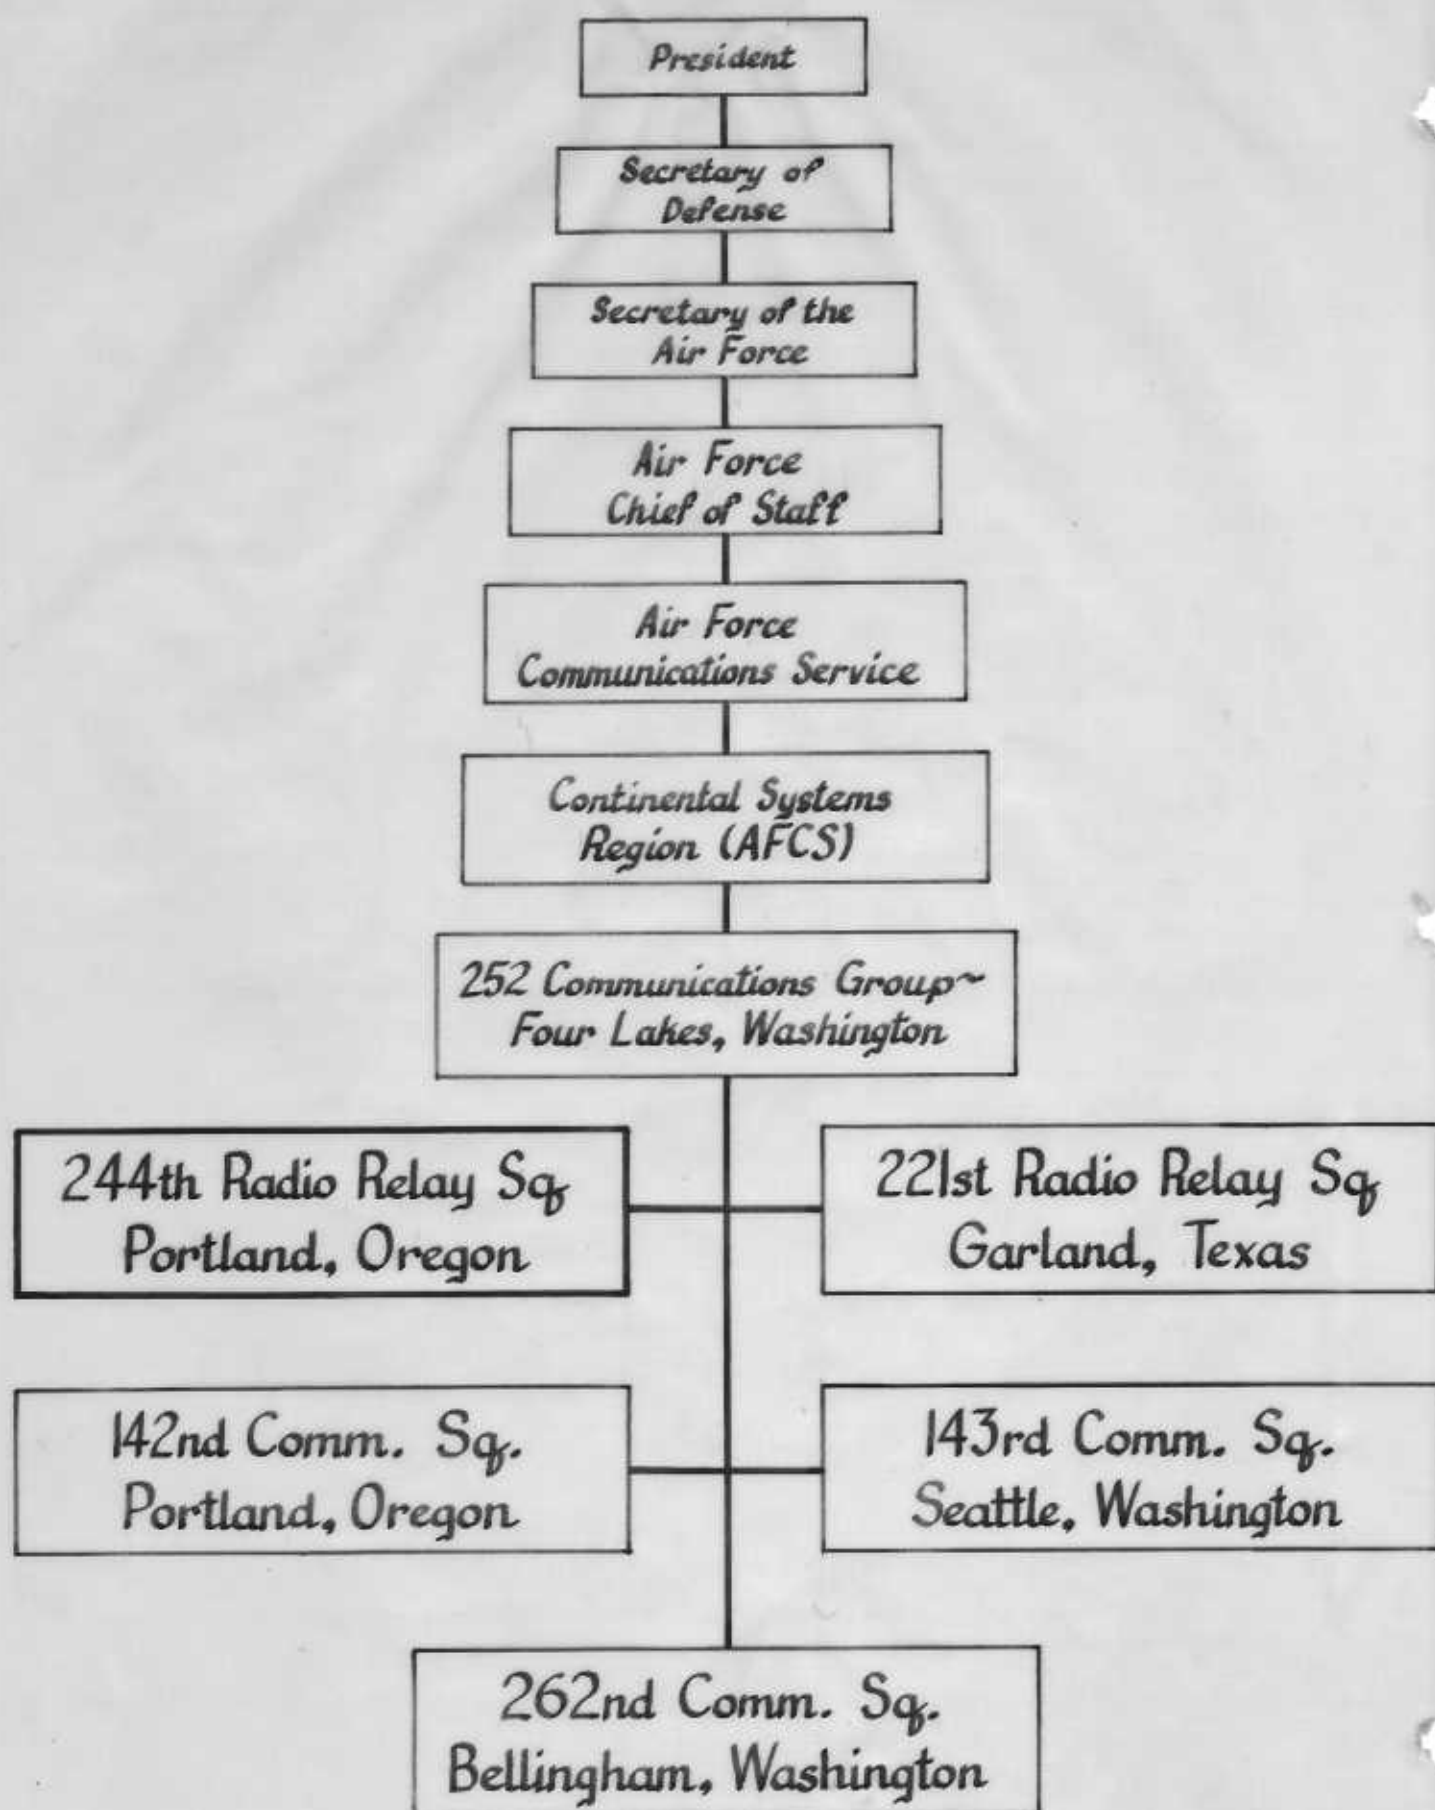 President
Secretary of
Defense
Secretary of the
Air Force
Air Force
Chief of Staff
Air Force
Communications Service
Continental Systems
Region (AFCS)
252 Communications Group~
Four Lakes, Washington
244th Radio Relay Sq
Portland, Oregon
221st Radio Relay Sq
Garland, Texas
142nd Comm. Sq.
Portland, Oregon
143rd Comm. Sq.
Seattle, Washington
262nd Comm. Sq.
Bellingham, Washington